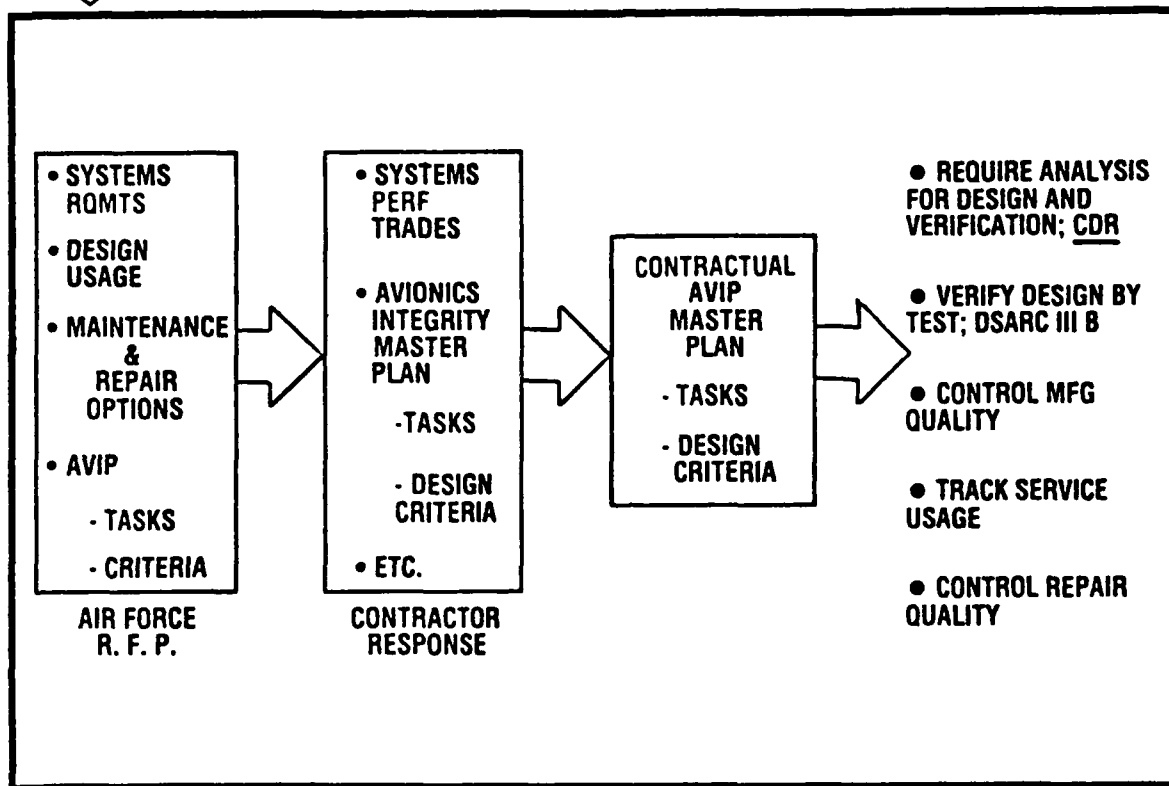 • SYSTEMS
RQMTS
• DESIGN
USAGE
• MAINTENANCE
&
REPAIR
OPTIONS
• AVIP
- TASKS
- CRITERIA
AIR FORCE
R. F. P.
• SYSTEMS
PERF
TRADES
• AVIONICS
INTEGRITY
MASTER
PLAN
-TASKS
- DESIGN
CRITERIA
• ETC.
CONTRACTOR
RESPONSE
CONTRACTUAL
AVIP
MASTER
PLAN
- TASKS
- DESIGN
CRITERIA
● REQUIRE ANALYSIS
FOR DESIGN AND
VERIFICATION; CDR
● VERIFY DESIGN BY
TEST; DSARC III B
● CONTROL MFG
QUALITY
● TRACK SERVICE
USAGE
● CONTROL REPAIR
QUALITY